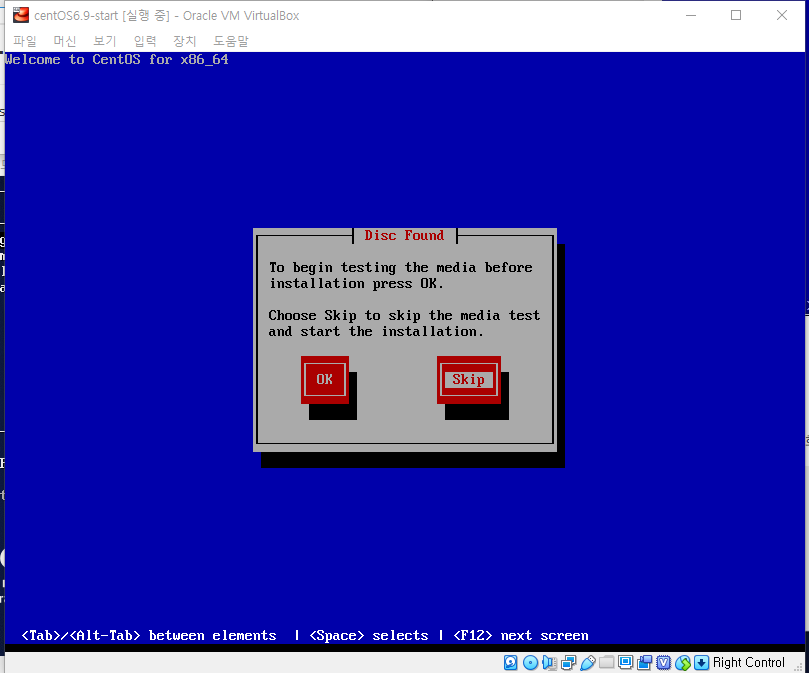 centOS6.9-start [실행 중] - Oracle VM VirtualBox
파일 머신 보기 입력 장치 도움말
Welcome to CentOS for x86_64
Disc Found
To begin testing the media before
installation press OK.
Choose Skip to skip the media test
and start the installation.
OK Skip
<Tab>/<Alt-Tab> between elements | <Space> selects | <F12> next screen
Right Control